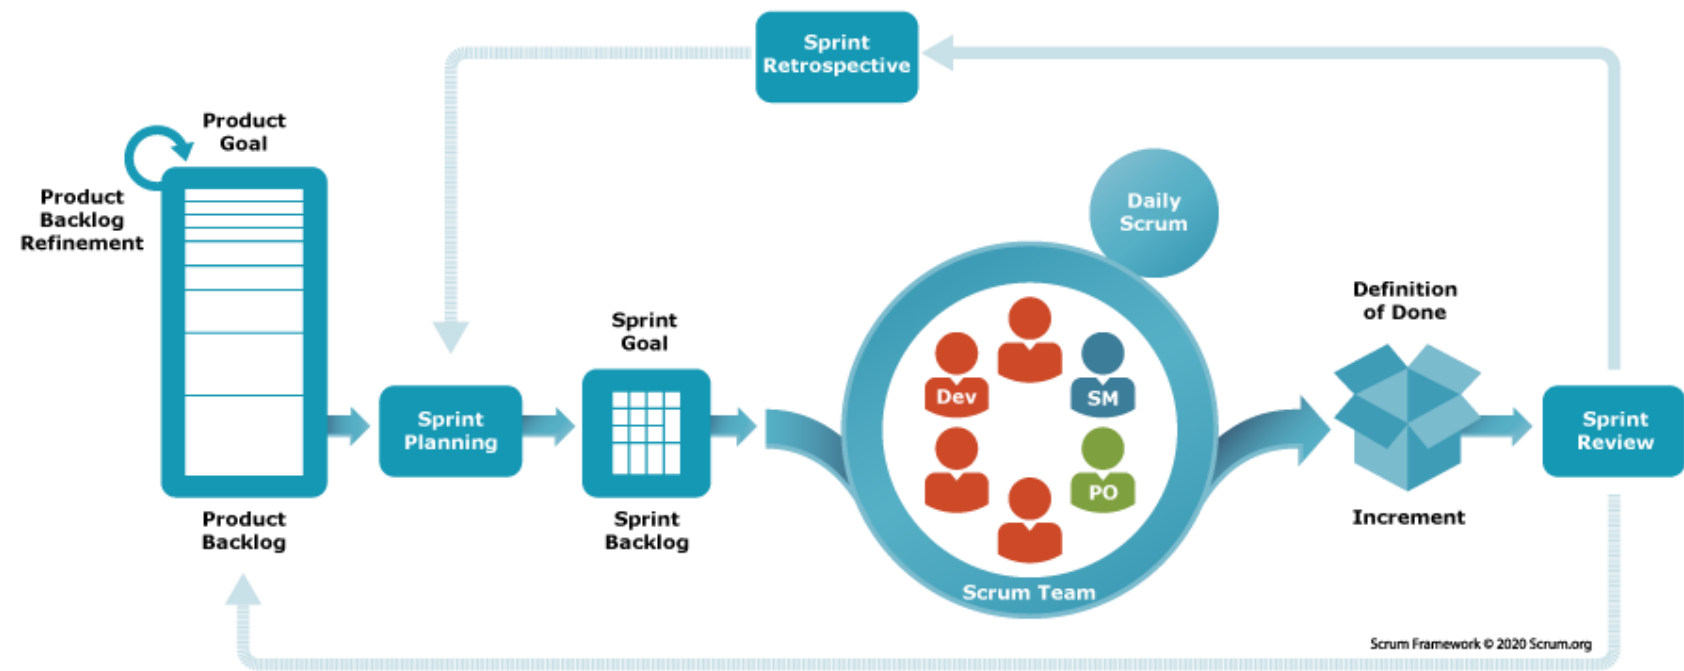 Sprint
Retrospective
Product
Goal
Product
Backlog
Refinement
Daily
Scrum
Definition
of Done
Sprint
Goal
Dev
SM
Sprint
Planning
Sprint
Review
PO
Product
Backlog
Sprint
Backlog
Increment
Scrum Team
Scrum Framework © 2020 Scrum.org